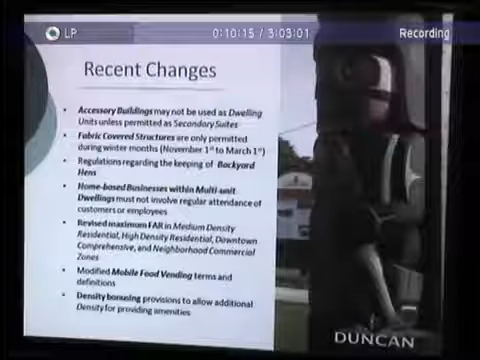 LP
0:10:15 / 3:03:01
Recording
Recent Changes
• Accessory Buildings may not be used as Dwelling
Units unless permitted as Secondary Suites
• Fabric Covered Structures are only permitted
during winter months (November 1st to March 1st)
• Regulations regarding the keeping of Backyard
Hens
• Home-based Businesses within Multi-unit
Dwellings must not involve regular attendance of
customers or employees
• Revised maximum FAR in Medium Density
Residential, High Density Residential, Downtown
Comprehensive, and Neighborhood Commercial
Zones
• Modified Mobile Food Vending terms and
definitions
• Density bonusing provisions to allow additional
Density for providing amenities
DUNCAN